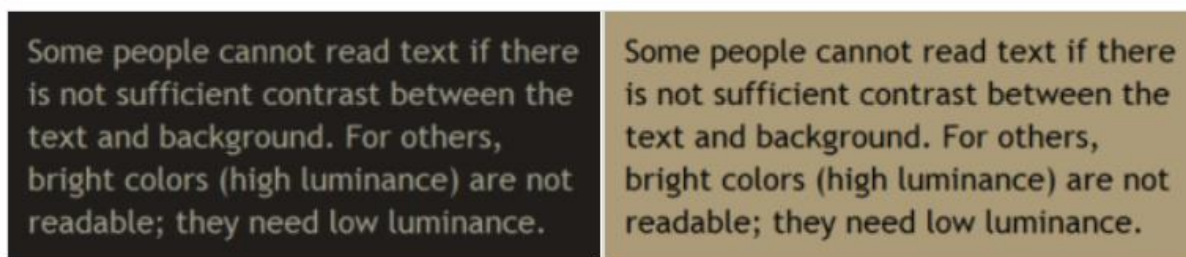 Some people cannot read text if there
is not sufficient contrast between the
text and background. For others,
bright colors (high luminance) are not
readable; they need low luminance.
Some people cannot read text if there
is not sufficient contrast between the
text and background. For others,
bright colors (high luminance) are not
readable; they need low luminance.